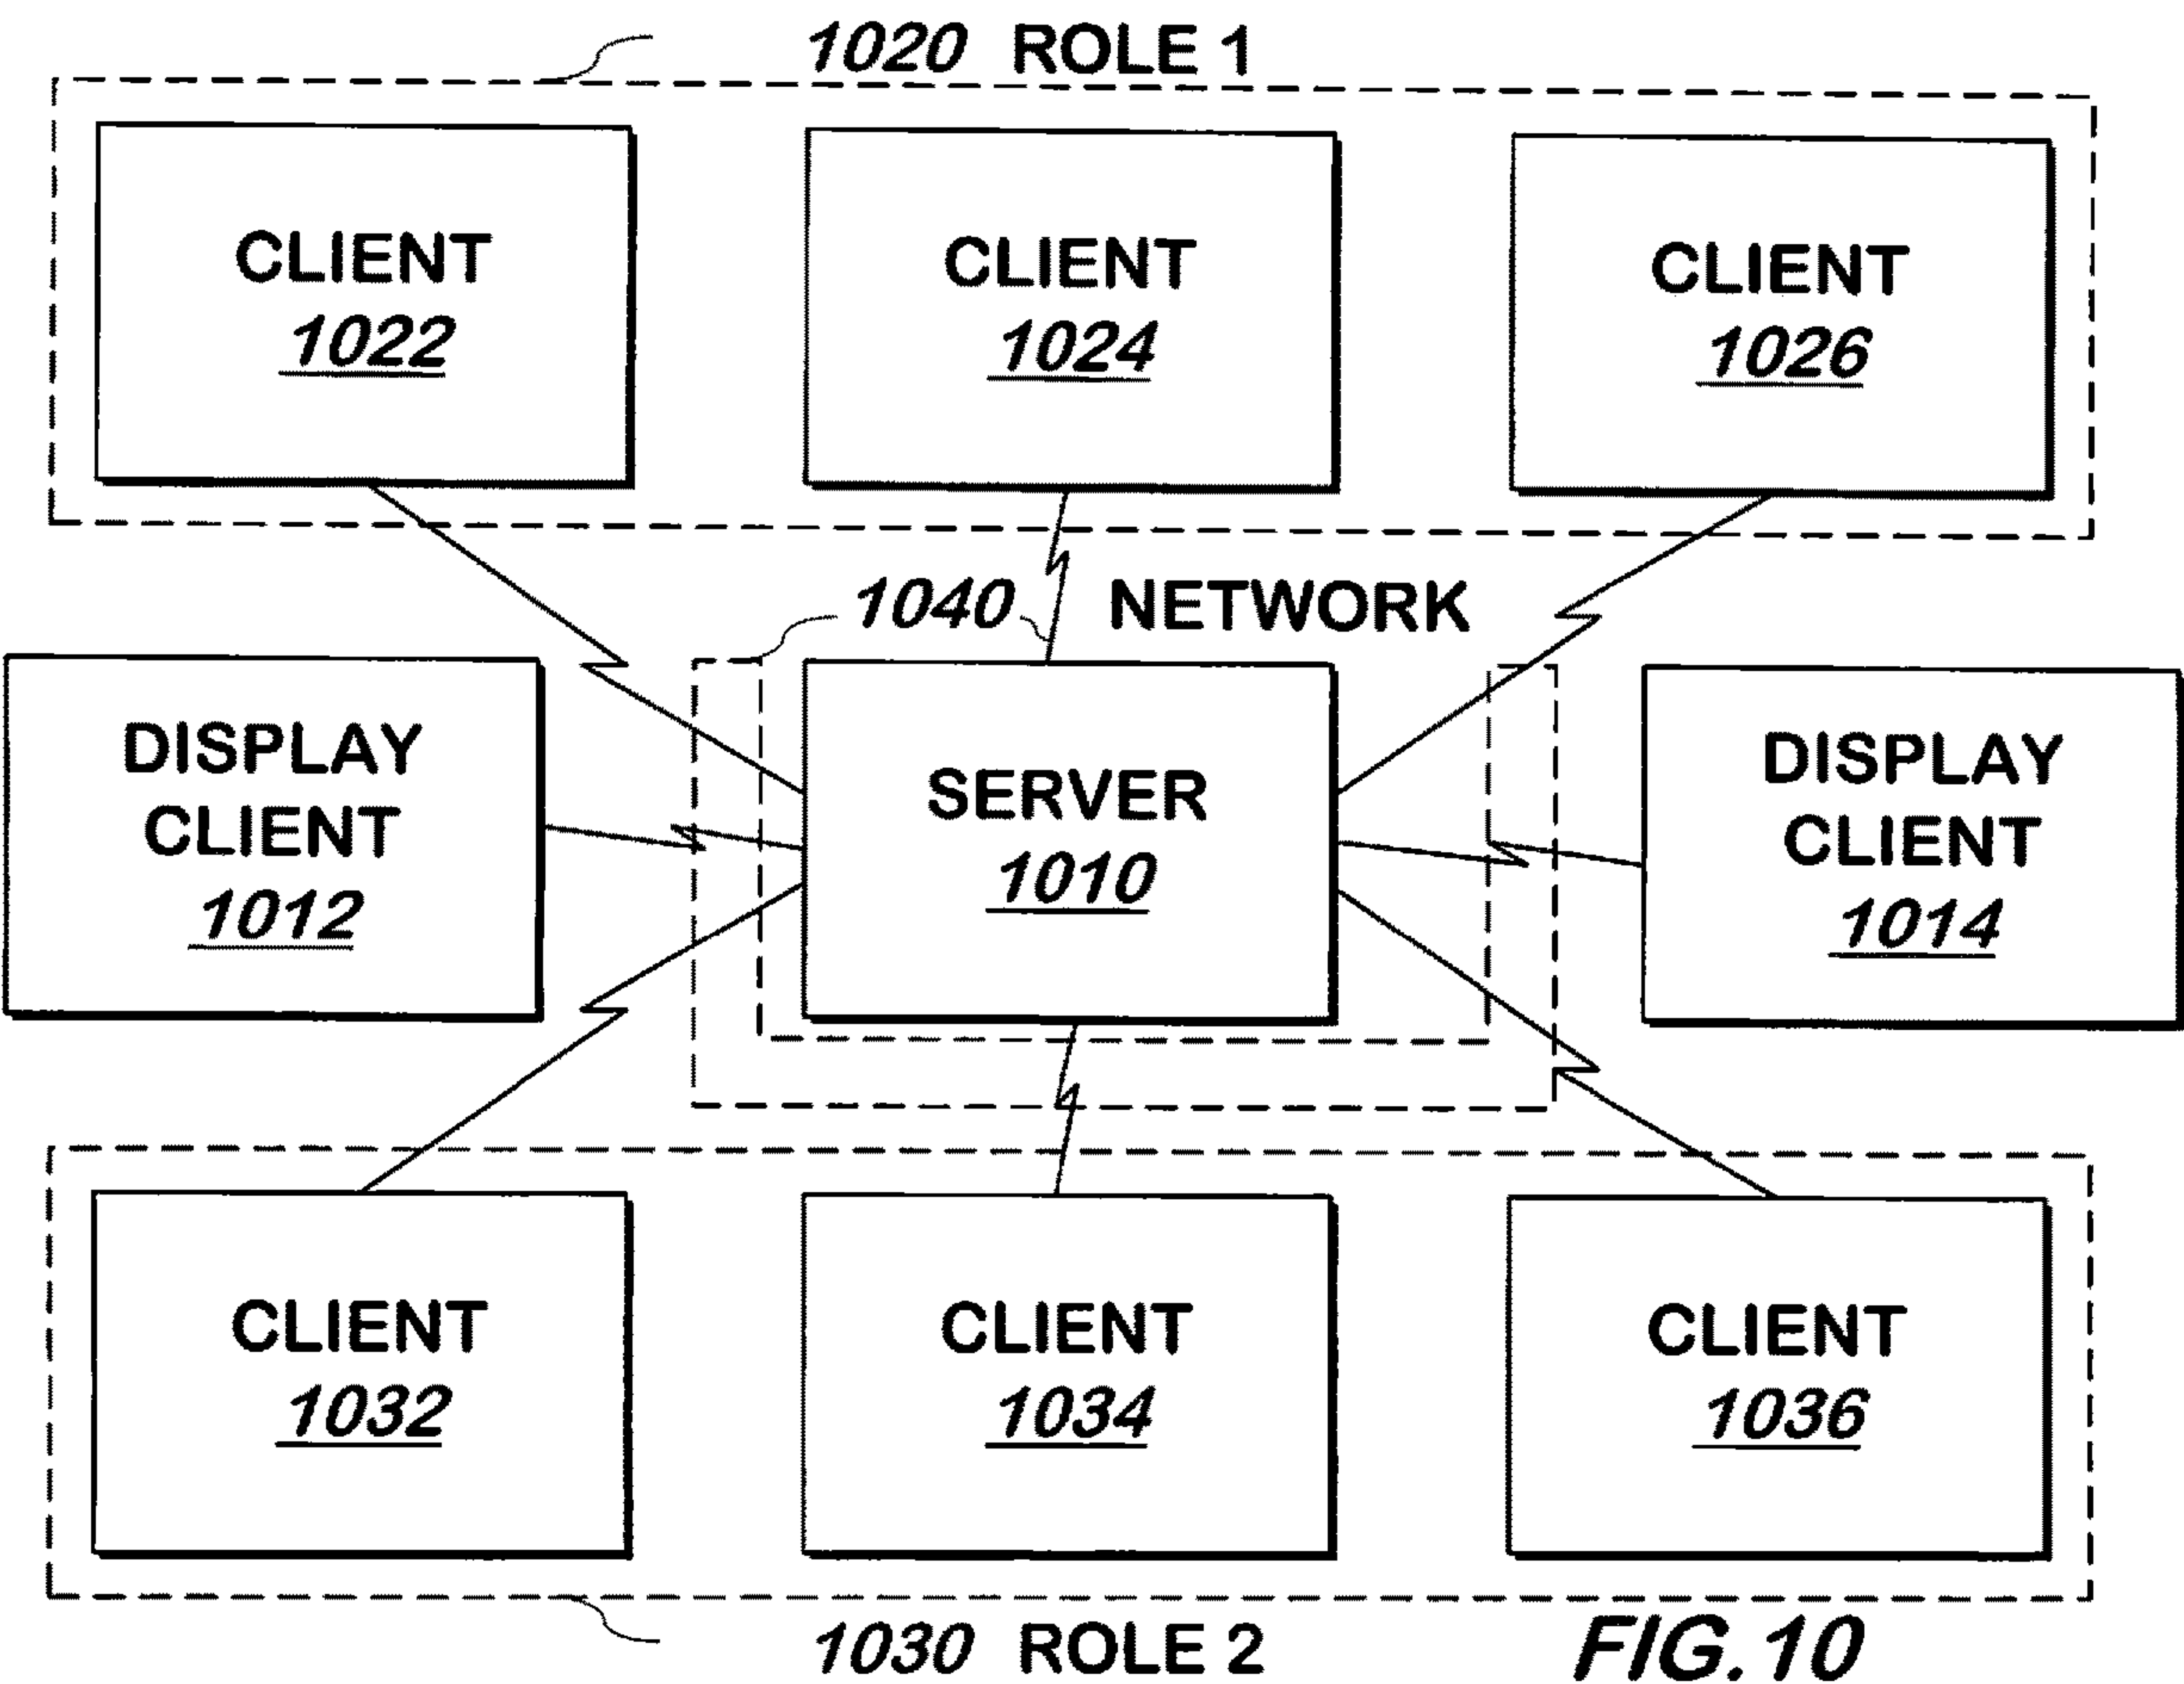 1020 ROLE 1
CLIENT
1022
CLIENT
1024
CLIENT
1026
1040 NETWORK
DISPLAY
CLIENT
1012
SERVER
1010
DISPLAY
CLIENT
1014
CLIENT
1032
CLIENT
1034
CLIENT
1036
1030 ROLE 2
FIG. 10